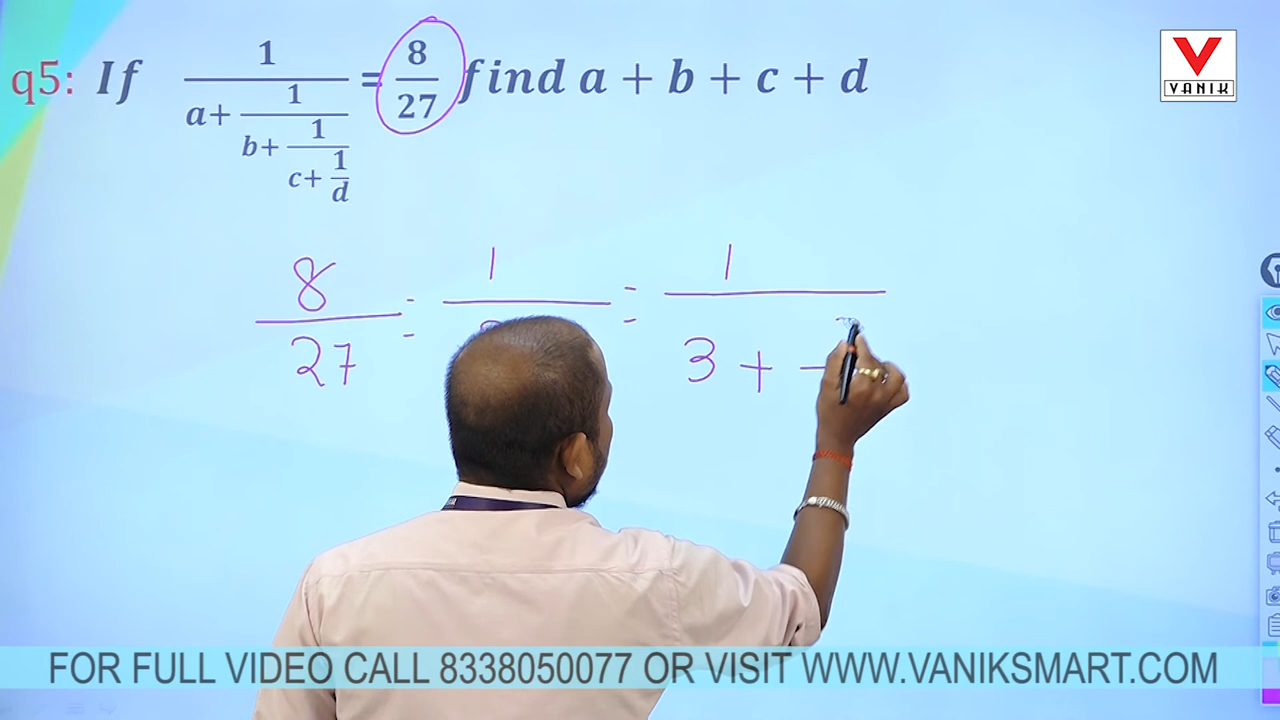 q5: If 1/(a+ 1/(b+ 1/(c+ 1/d))) = 8/27 find a + b + c + d
VANIK
8/27 = 1/ = 1/(3 +
FOR FULL VIDEO CALL 8338050077 OR VISIT WWW.VANIKSMART.COM